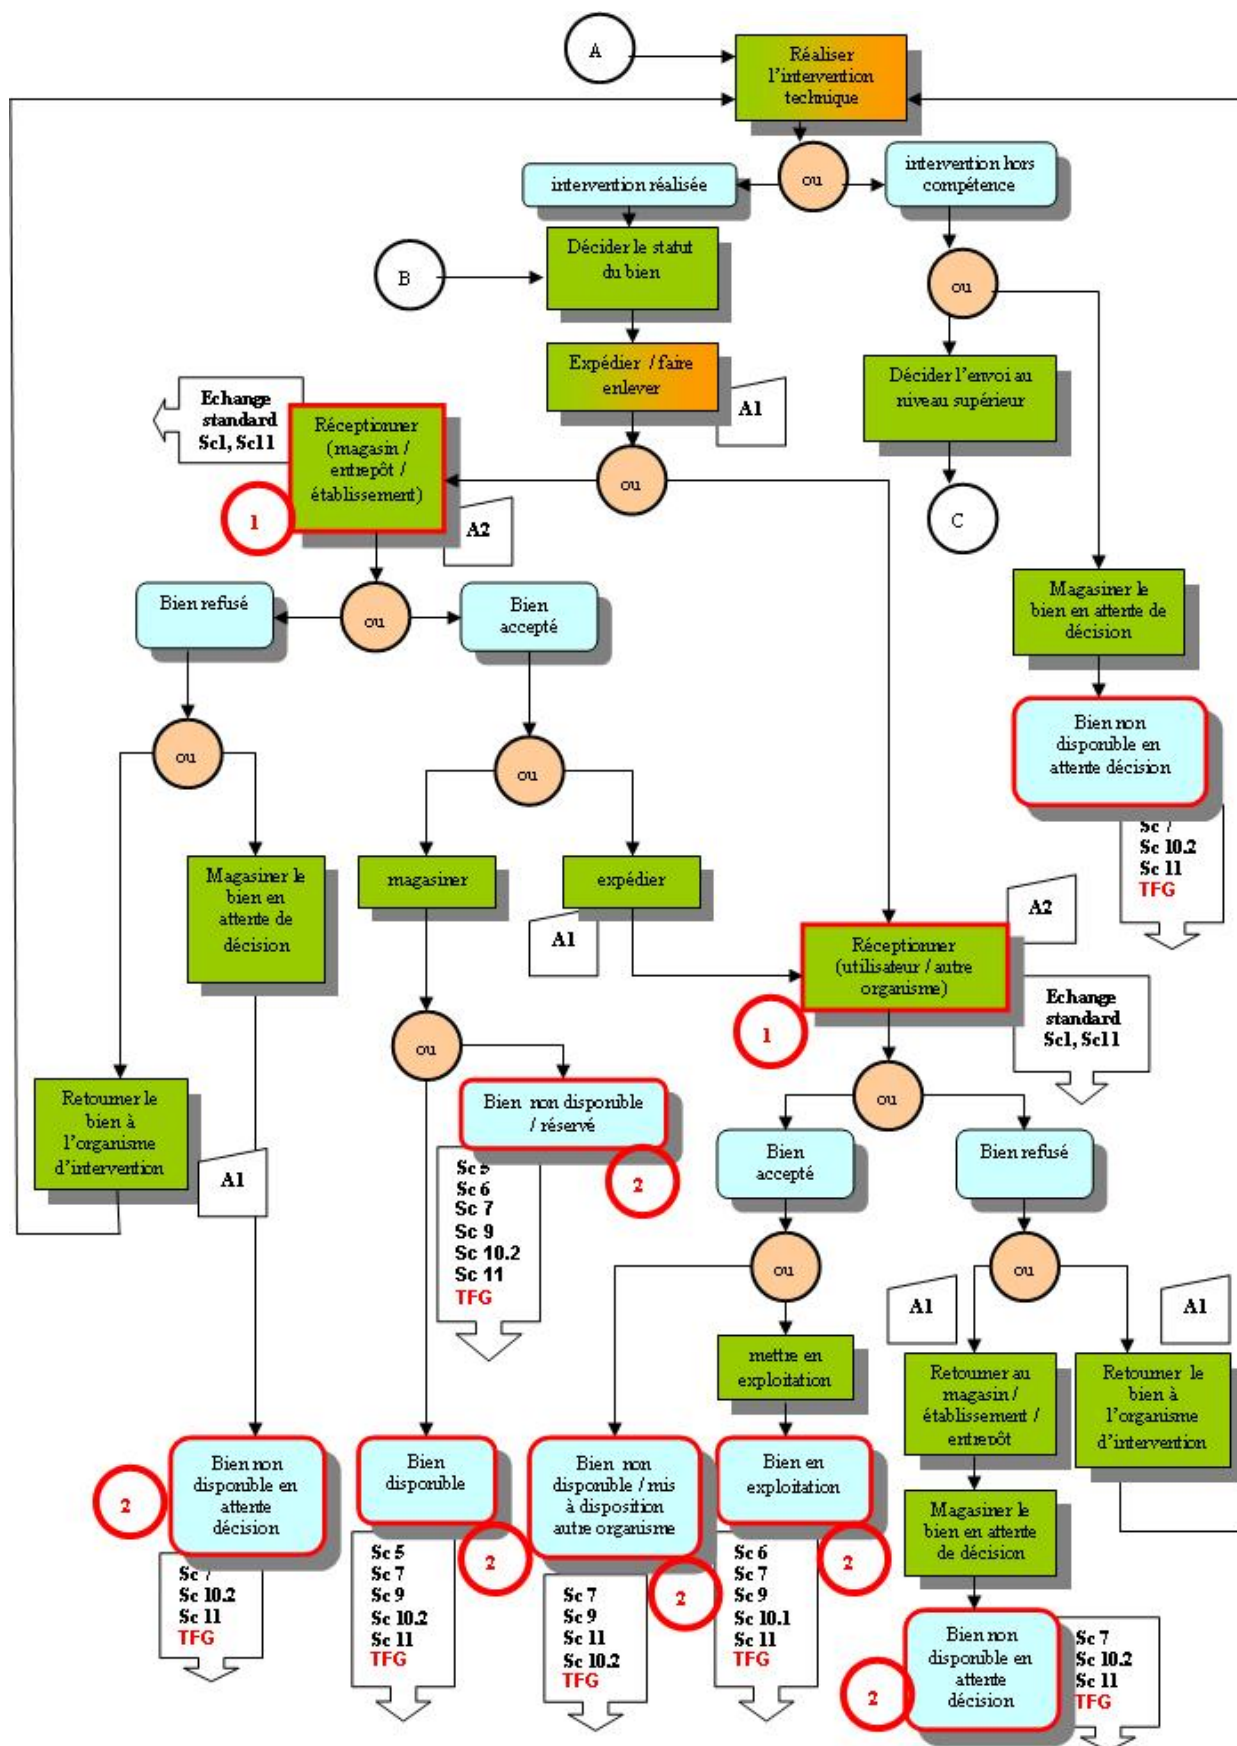 A
Réaliser
l'intervention
technique
ou
intervention réalisée
intervention hors
compétence
B
Décider le statut
du bien
ou
Expédier / faire
enlever
A1
Décider l'envoi au
niveau supérieur
Echange
standard
Sc1, Sc11
Réceptionner
(magasin /
entrepôt /
établissement)
1
A2
ou
C
Bien refusé
ou
Bien
accepté
Magasiner le
bien en attente de
décision
Bien non
disponible en
attente décision
Sc 7
Sc 10.2
Sc 11
TFG
ou
ou
Magasiner le
bien en
attente de
décision
magasiner
expédier
A1
A2
Réceptionner
(utilisateur / autre
organisme)
1
Echange
standard
Sc1, Sc11
ou
Bien non disponible
/ réservé
2
Sc 5
Sc 6
Sc 7
Sc 9
Sc 10.2
Sc 11
TFG
Retourner le
bien à
l'organisme
d'intervention
A1
ou
Bien
accepté
Bien refusé
ou
ou
A1
A1
mettre en
exploitation
Retourner au
magasin /
établissement /
entrepôt
Retourner le
bien à
l'organisme
d'intervention
Bien non
disponible en
attente
décision
2
Sc 7
Sc 10.2
Sc 11
TFG
Bien
disponible
2
Sc 5
Sc 7
Sc 9
Sc 10.2
Sc 11
TFG
Bien non
disponible / mis
à disposition
autre organisme
2
Sc 7
Sc 9
Sc 11
Sc 10.2
TFG
Bien en
exploitation
2
Sc 6
Sc 7
Sc 9
Sc 10.1
Sc 11
TFG
Magasiner le
bien en attente
de décision
Bien non
disponible en
attente
décision
2
Sc 7
Sc 10.2
Sc 11
TFG